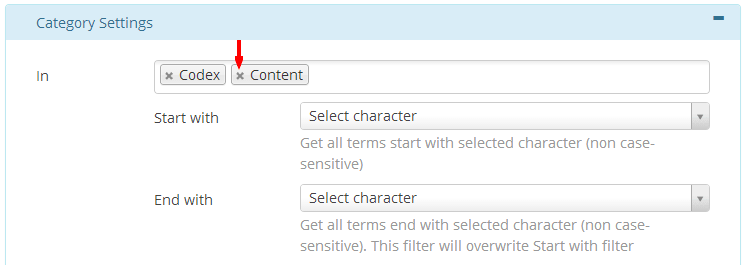 Category Settings
In
× Codex × Content
Start with
Select character
Get all terms start with selected character (non case-
sensitive)
End with
Select character
Get all terms end with selected character (non case-
sensitive). This filter will overwrite Start with filter